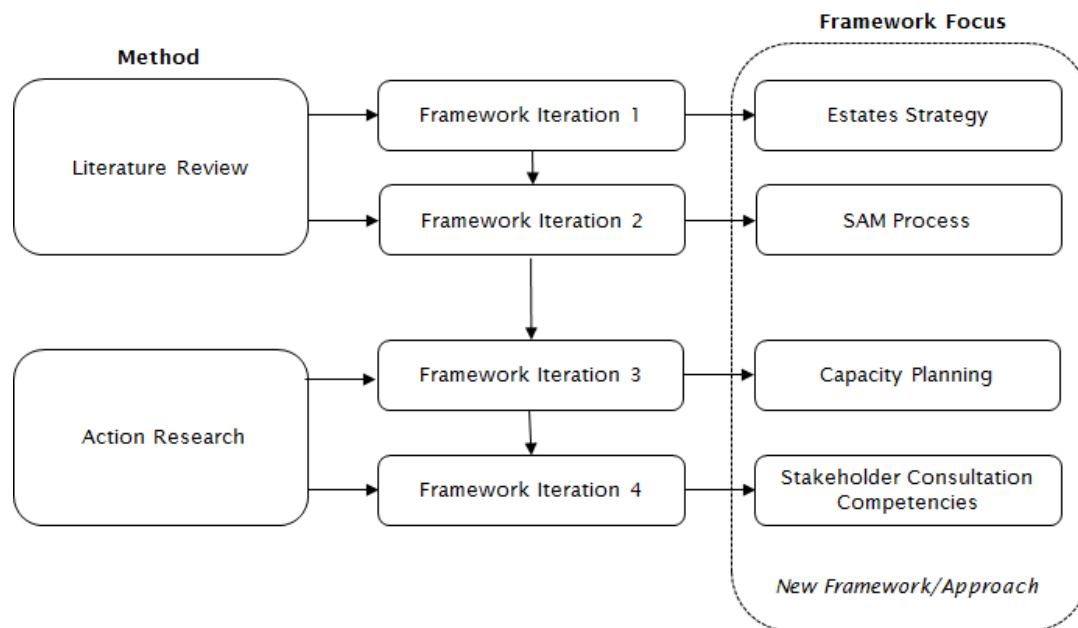 Framework Focus
Method
Framework Iteration 1
Estates Strategy
Literature Review
Framework Iteration 2
SAM Process
Framework Iteration 3
Capacity Planning
Action Research
Framework Iteration 4
Stakeholder Consultation
Competencies
New Framework/Approach